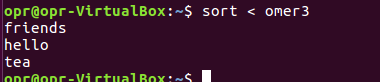 opr@opr-VirtualBox:~$ sort < omer3
friends
hello
tea
opr@opr-VirtualBox:~$